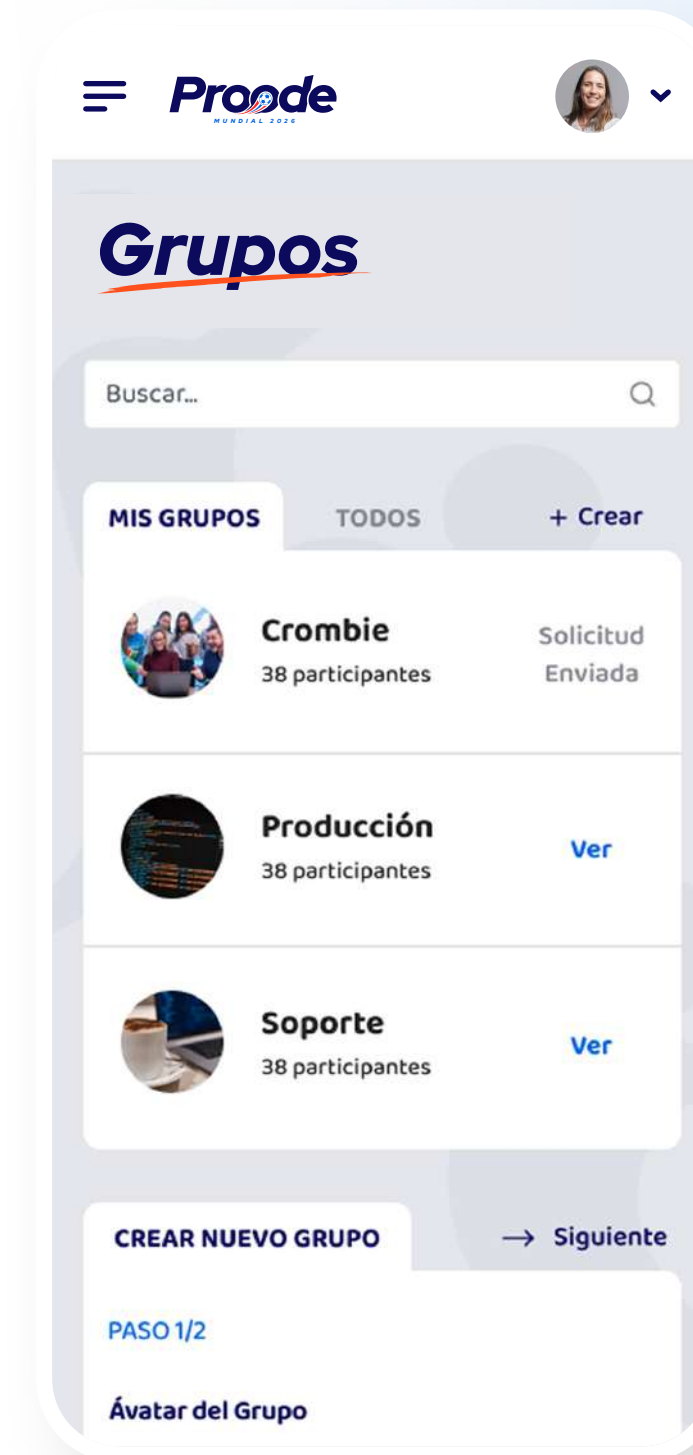 Proode
MUNDIAL 2026
Grupos
Buscar...
MIS GRUPOS TODOS + Crear
Crombie
38 participantes
Solicitud
Enviada
Producción
38 participantes
Ver
Soporte
38 participantes
Ver
CREAR NUEVO GRUPO → Siguiente
PASO 1/2
Ávatar del Grupo